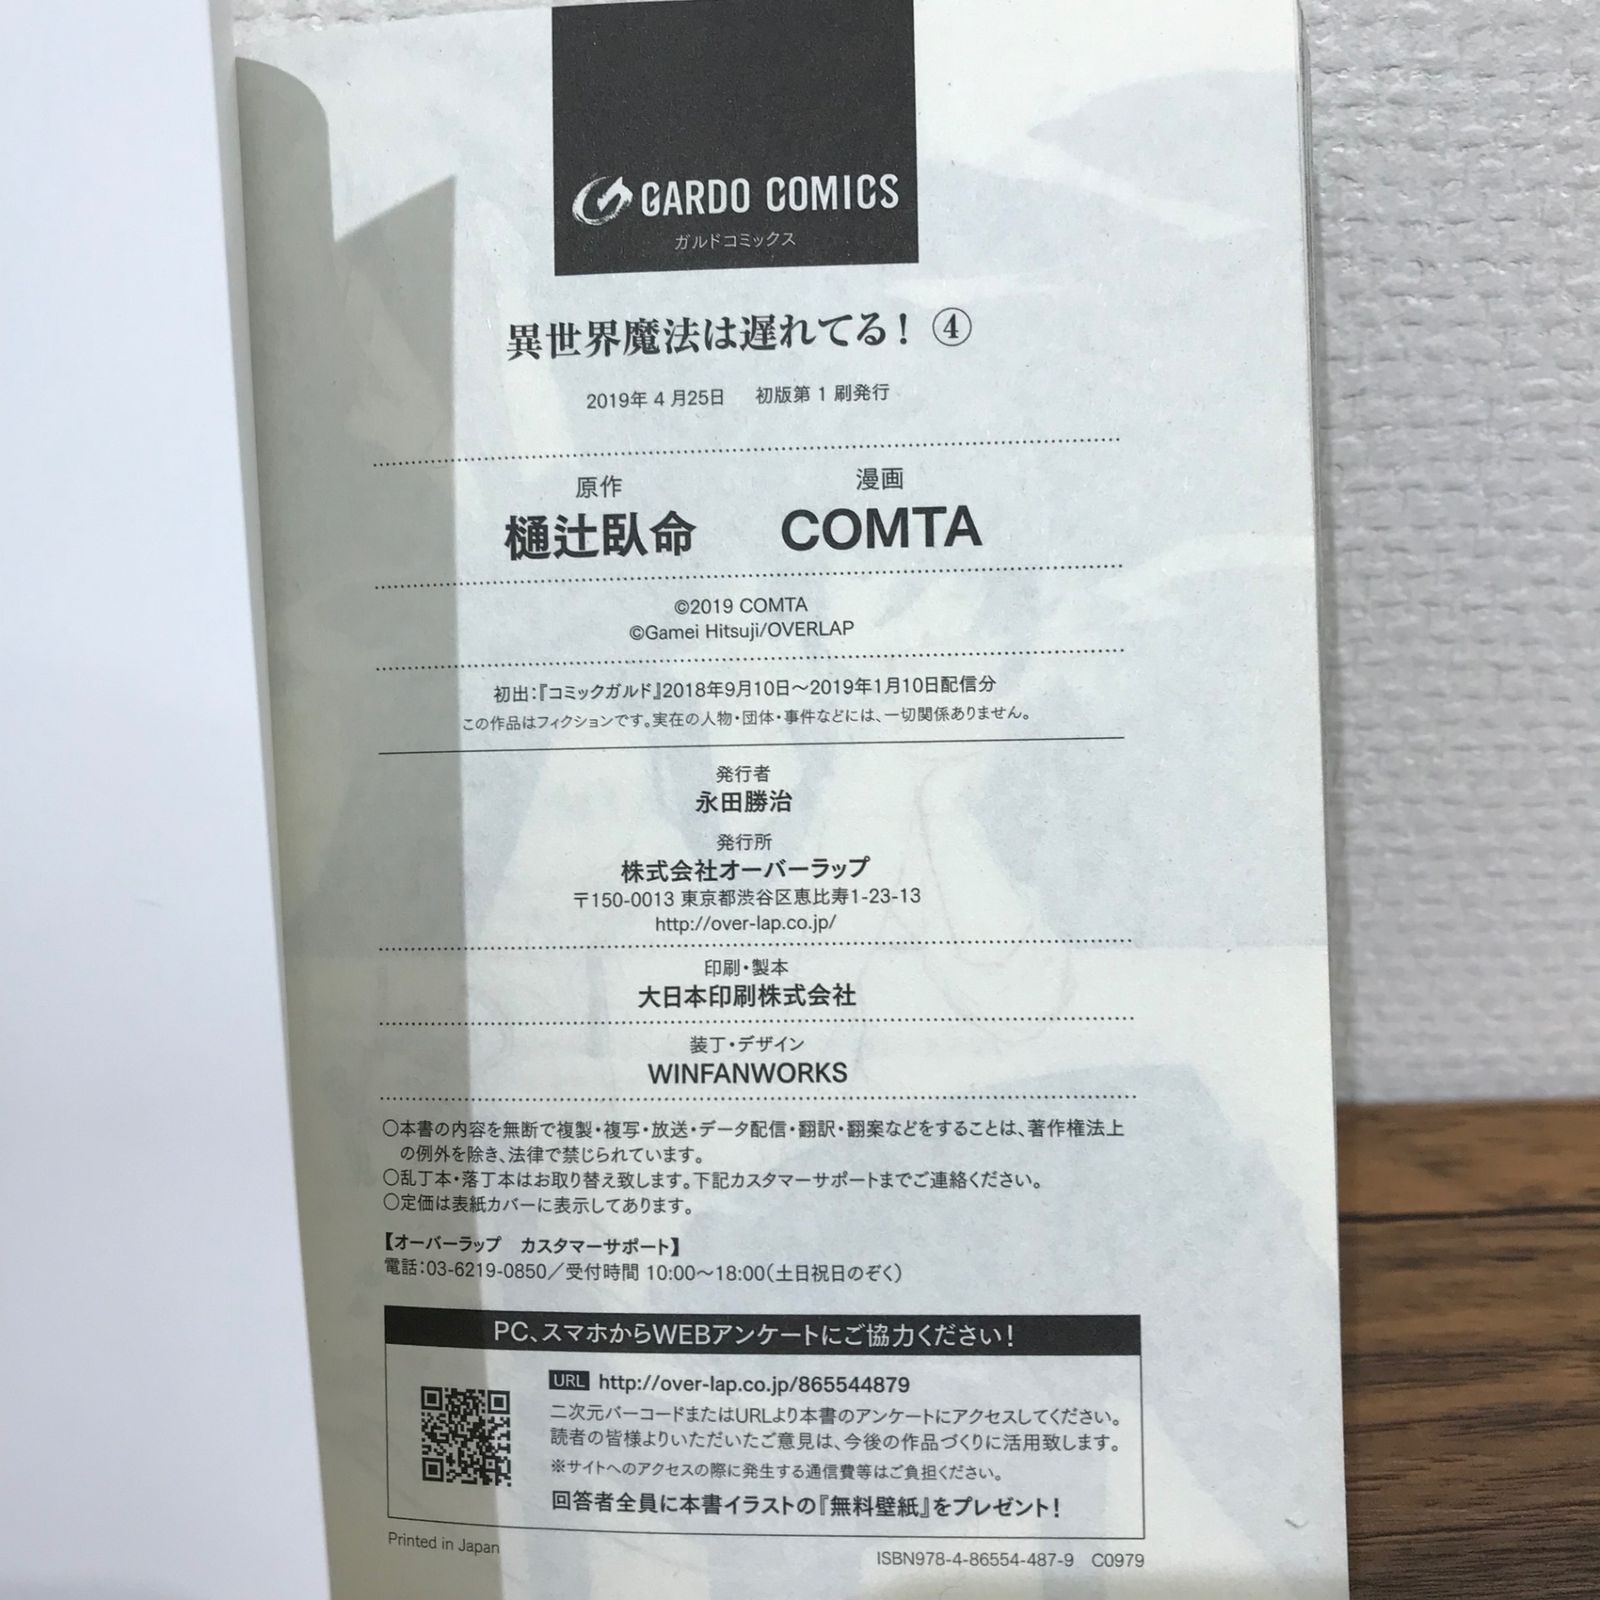 GARDO COMICS
ガルドコミックス
異世界魔法は遅れてる！ ④
2019年4月25日　初版第1刷発行
原作　漫画
樋辻臥命　COMTA
©2019 COMTA
©Gamei Hitsuji/OVERLAP
初出：『コミックガルド』2018年9月10日〜2019年1月10日配信分
この作品はフィクションです。実在の人物・団体・事件などには、一切関係ありません。
発行者
永田勝治
発行所
株式会社オーバーラップ
〒150-0013 東京都渋谷区恵比寿1-23-13
http://over-lap.co.jp/
印刷・製本
大日本印刷株式会社
装丁・デザイン
WINFANWORKS
○本書の内容を無断で複製・複写・放送・データ配信・翻訳・翻案などをすることは、著作権法上
の例外を除き、法律で禁じられています。
○乱丁本・落丁本はお取り替え致します。下記カスタマーサポートまでご連絡ください。
○定価は表紙カバーに表示してあります。
【オーバーラップ　カスタマーサポート】
電話：03-6219-0850／受付時間 10:00〜18:00（土日祝日のぞく）
PC、スマホからWEBアンケートにご協力ください！
URL http://over-lap.co.jp/865544879
二次元バーコードまたはURLより本書のアンケートにアクセスしてください。
読者の皆様よりいただいたご意見は、今後の作品づくりに活用致します。
※サイトへのアクセスの際に発生する通信費等はご負担ください。
回答者全員に本書イラストの『無料壁紙』をプレゼント！
Printed in Japan
ISBN978-4-86554-487-9　C0979